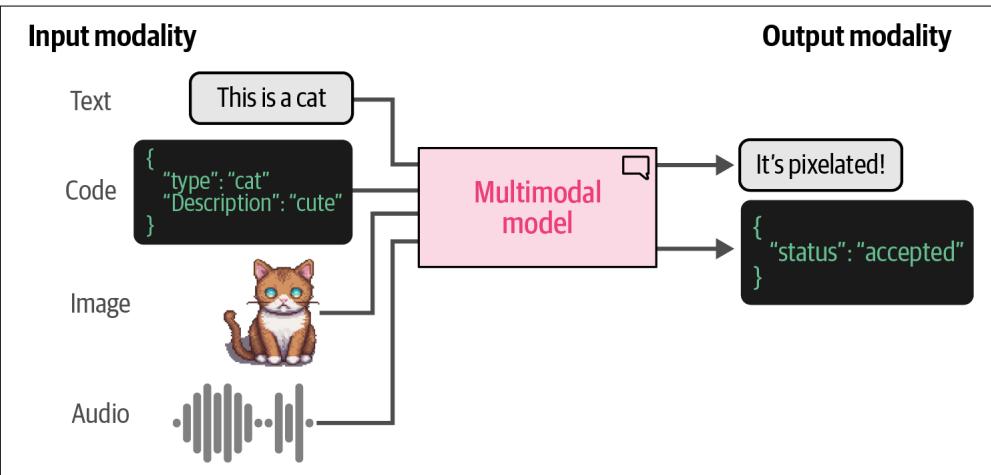 Input modality
Output modality
Text
This is a cat
Code
{
“type”: “cat”
“Description”: “cute”
}
Image
Audio
Multimodal
model
It’s pixelated!
{
“status”: “accepted”
}